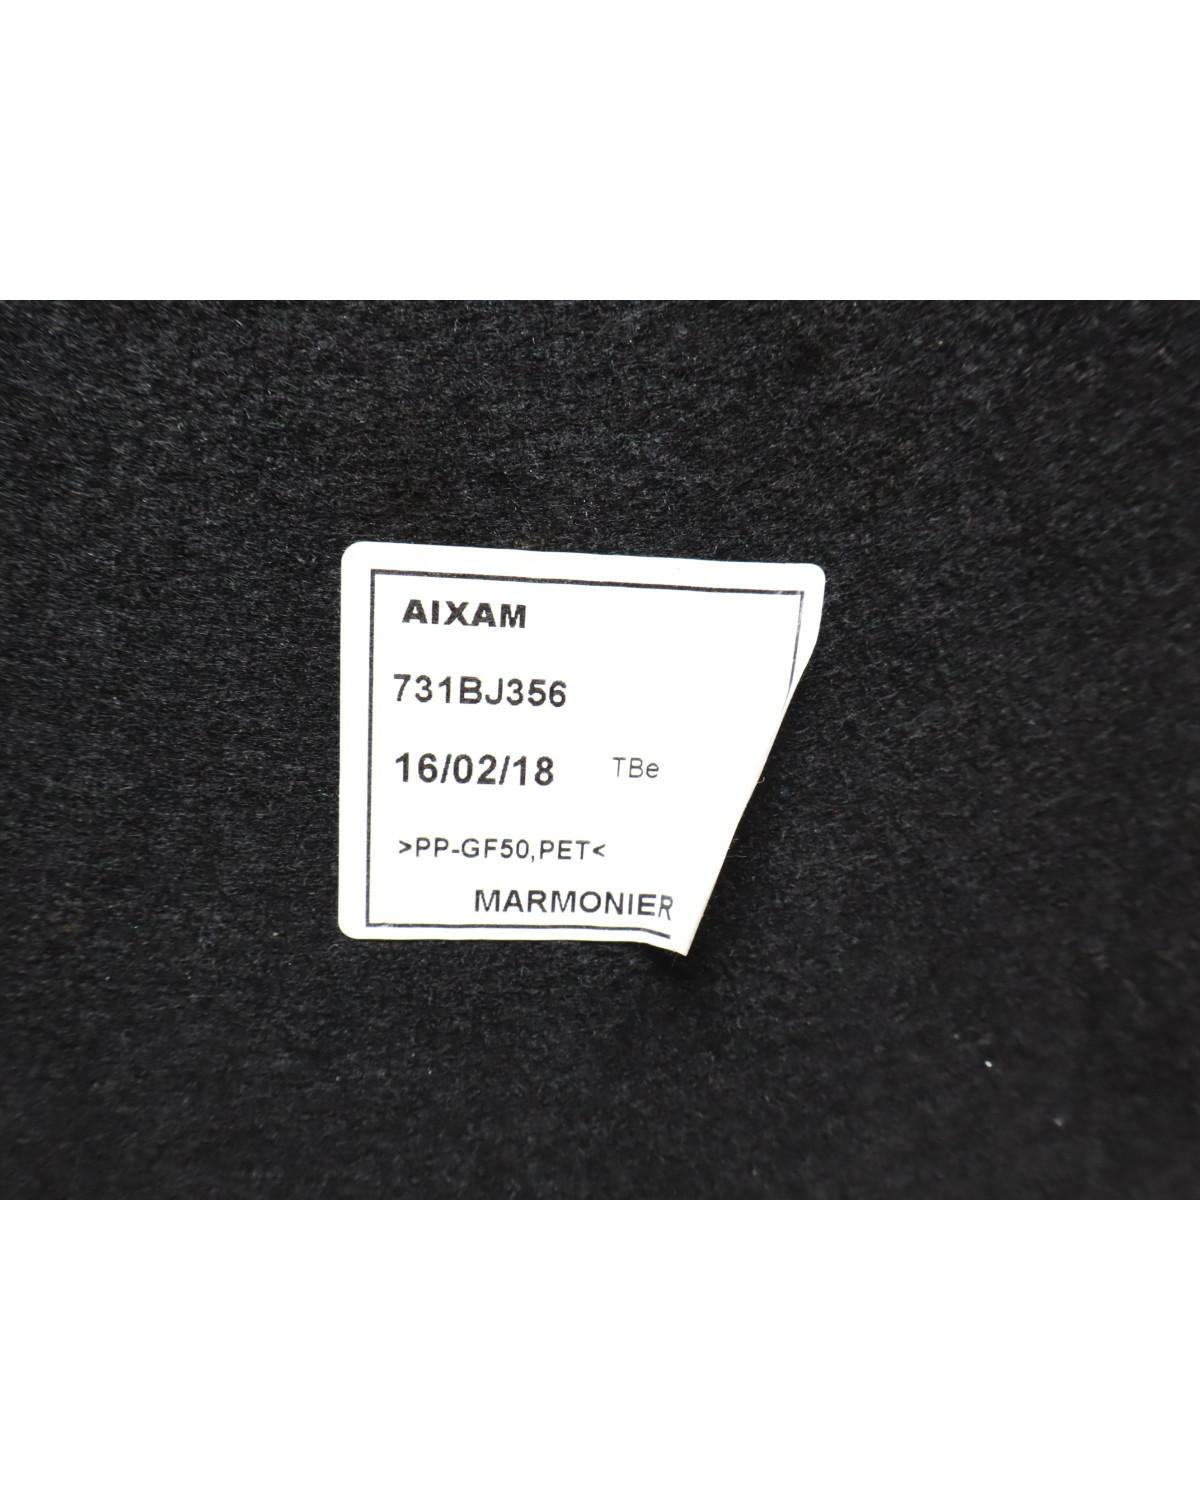 AIXAM
731BJ356
16/02/18 TBe
>PP-GF50,PET<
MARMONIER